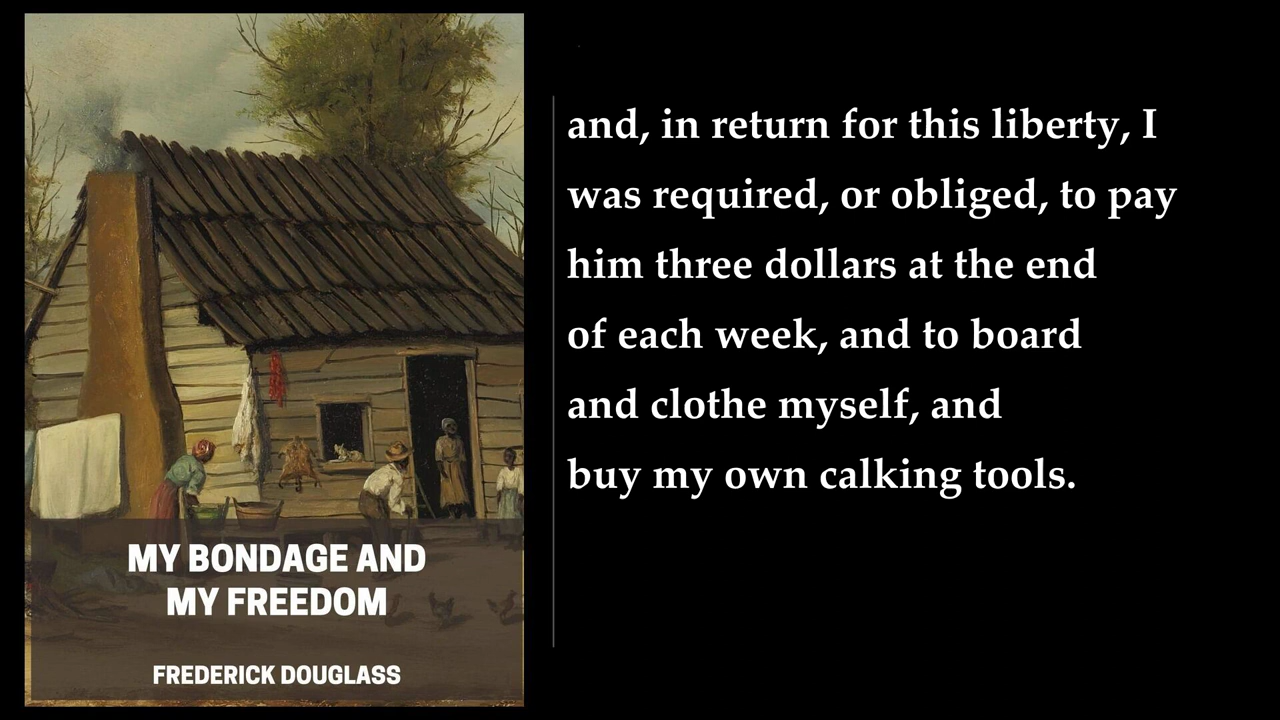 and, in return for this liberty, I
was required, or obliged, to pay
him three dollars at the end
of each week, and to board
and clothe myself, and
buy my own calking tools.
MY BONDAGE AND
MY FREEDOM
FREDERICK DOUGLASS